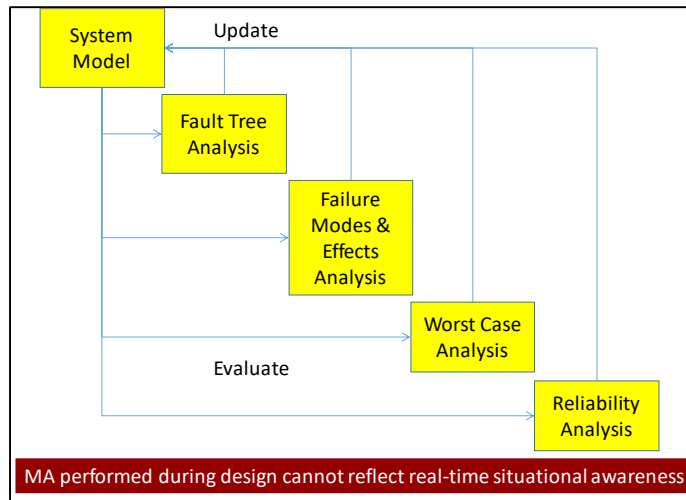 System
Model
Update
Fault Tree
Analysis
Failure
Modes &
Effects
Analysis
Worst Case
Analysis
Evaluate
Reliability
Analysis
MA performed during design cannot reflect real-time situational awareness